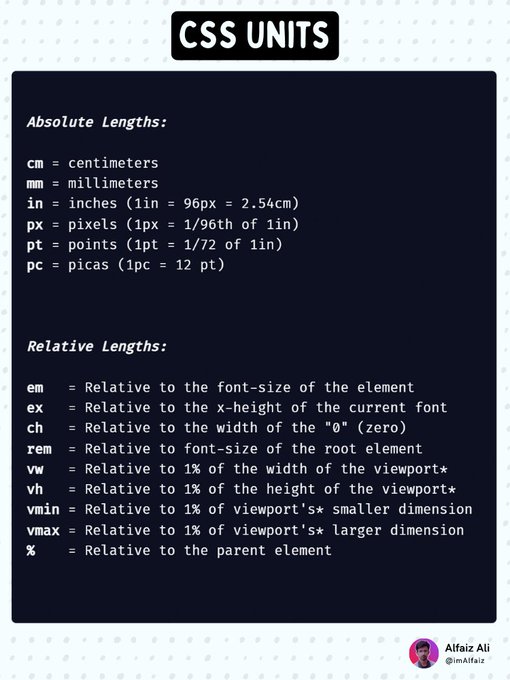 CSS UNITS
Absolute Lengths:
cm = centimeters
mm = millimeters
in = inches (1in = 96px = 2.54cm)
px = pixels (1px = 1/96th of 1in)
pt = points (1pt = 1/72 of 1in)
pc = picas (1pc = 12 pt)
Relative Lengths:
em = Relative to the font-size of the element
ex = Relative to the x-height of the current font
ch = Relative to the width of the "0" (zero)
rem = Relative to font-size of the root element
vw = Relative to 1% of the width of the viewport*
vh = Relative to 1% of the height of the viewport*
vmin = Relative to 1% of viewport's* smaller dimension
vmax = Relative to 1% of viewport's* larger dimension
% = Relative to the parent element
Alfaiz Ali
@imAlfaiz